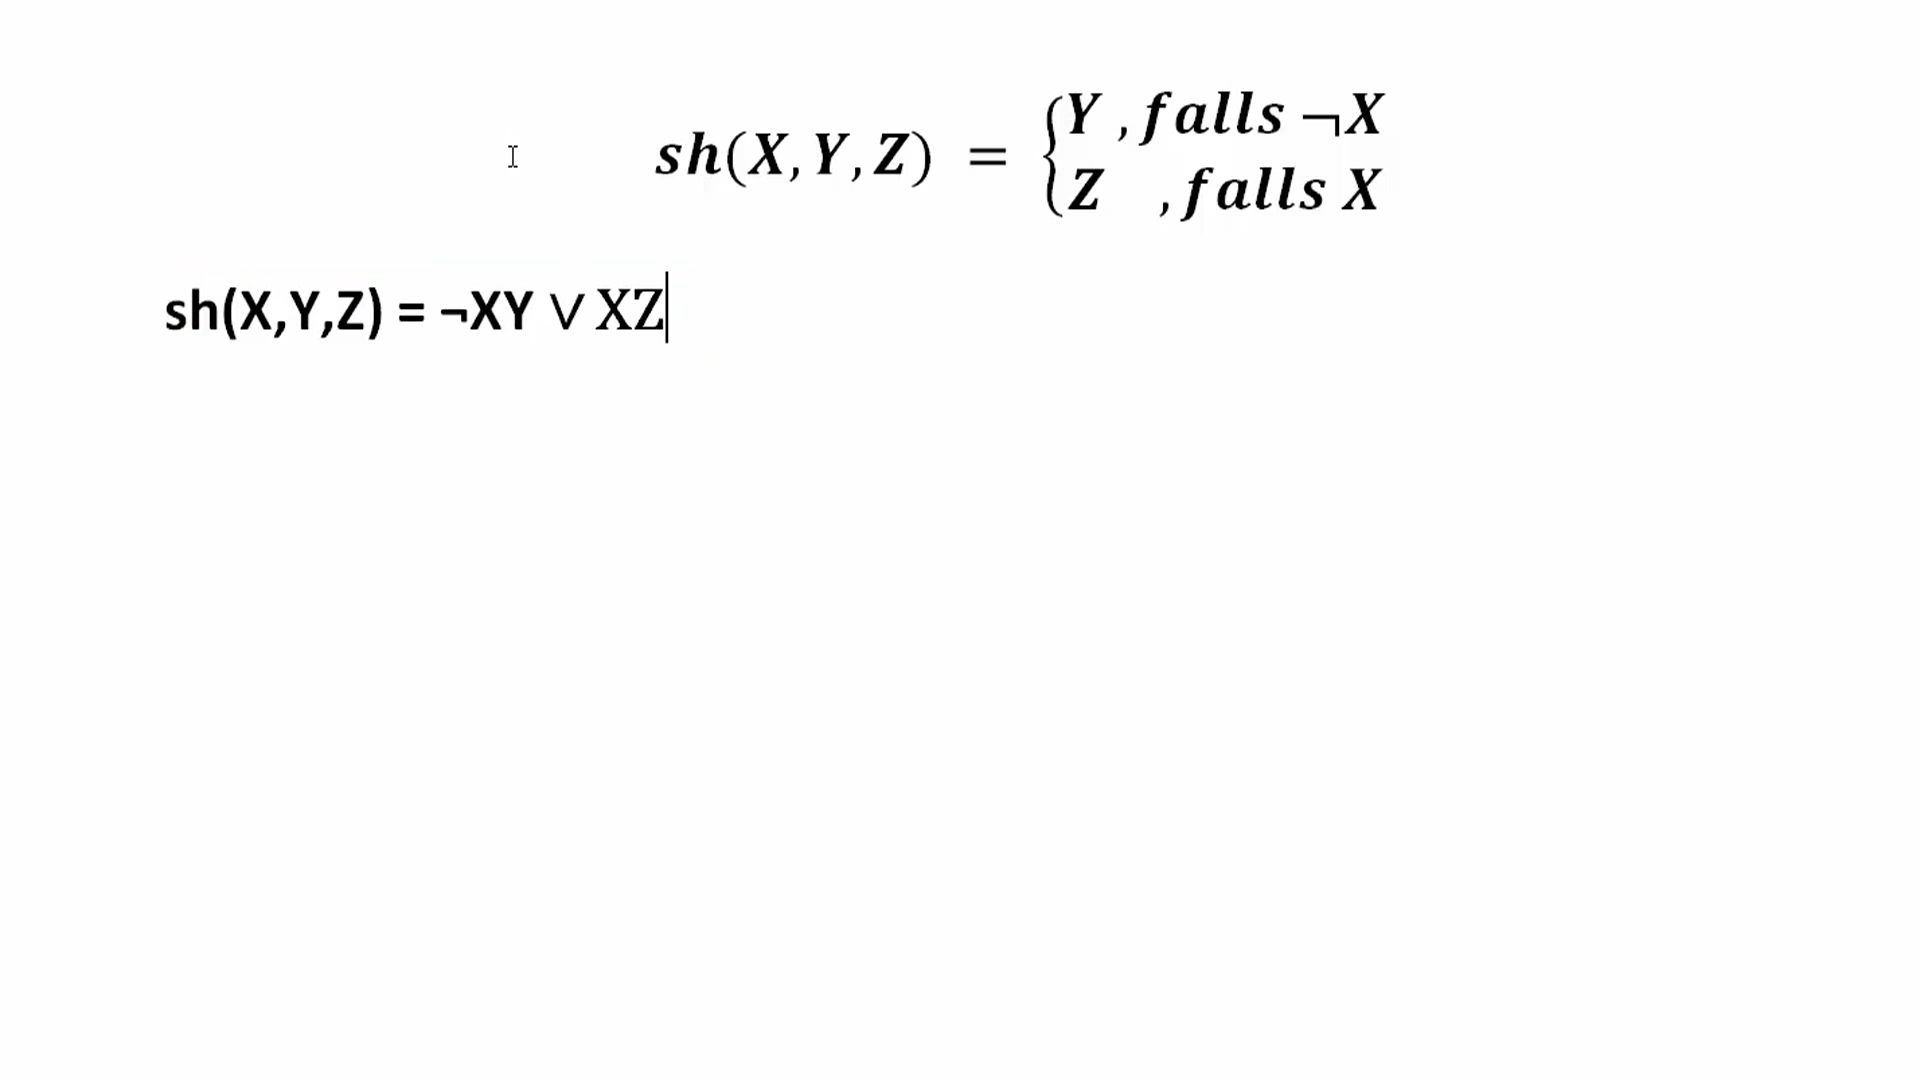 sh(X, Y, Z) = { Y , falls ¬X
Z , falls X
sh(X,Y,Z) = ¬XY ∨ XZ